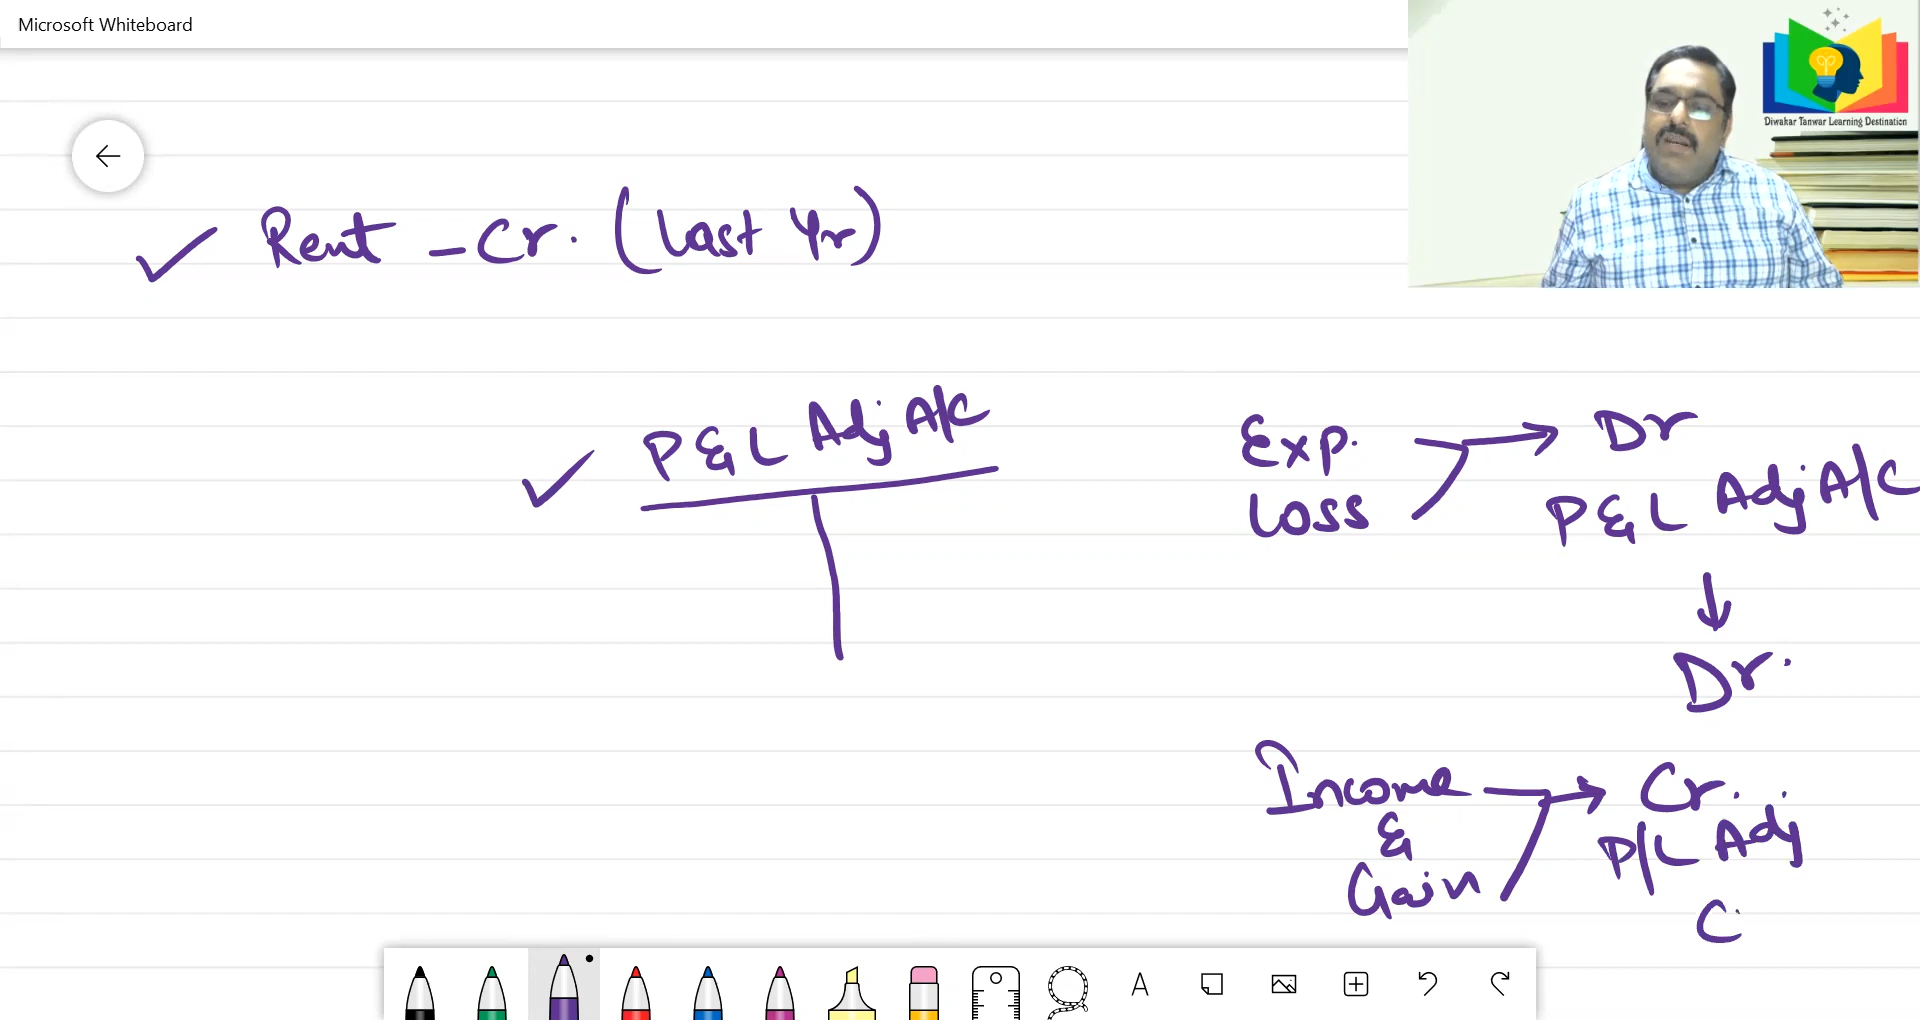 Microsoft Whiteboard
Diwakar Tanwar Learning Destination
Rent - Cr. (Last Yr)
P & L Adj A/C
Exp.
Loss
Dr
P & L Adj A/C
Dr.
Income
&
Gain
Cr.
P/L Adj
C
A